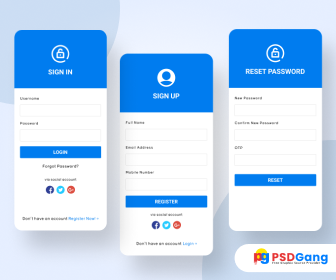 SIGN IN
Username
Password
LOGIN
Forgot Password?
via social account
Don't have an account Register Now !
SIGN UP
Full Name
Email Address
Mobile Number
REGISTER
via social account
Don't have an account Login >
RESET PASSWORD
New Password
Confirm New Password
OTP
RESET
PSDGang